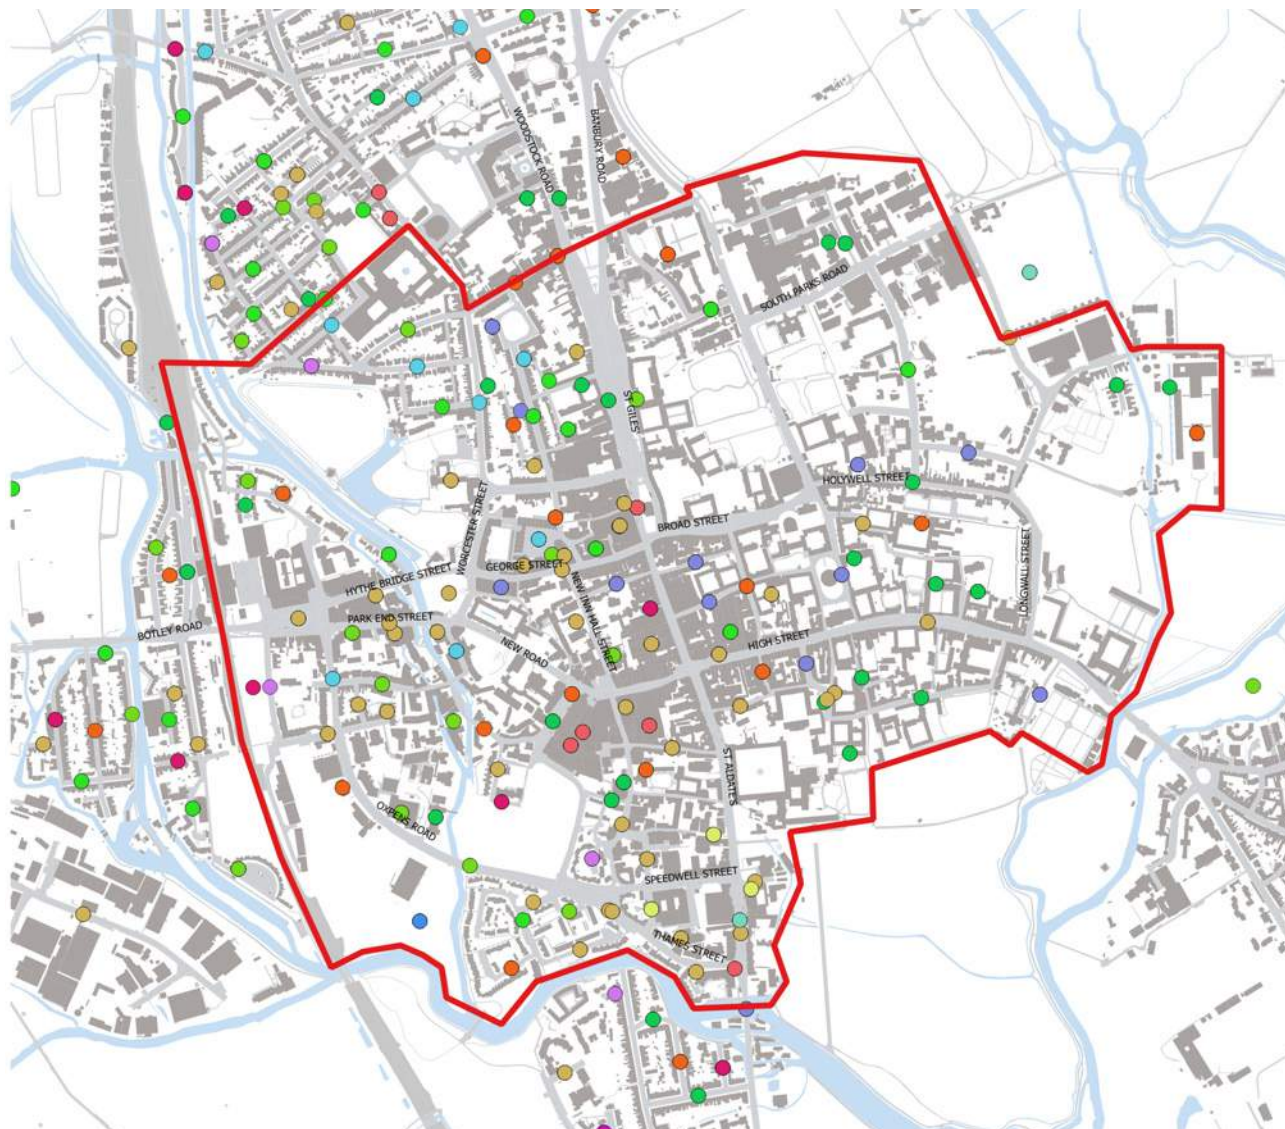 WOODSTOCK ROAD
BANBURY ROAD
SOUTH PARKS ROAD
ST GILES'
HOLYWELL STREET
WORCESTER STREET
BROAD STREET
LONGWALL STREET
GEORGE STREET
HYTHE BRIDGE STREET
NEW INN HALL STREET
PARK END STREET
BOTLEY ROAD
HIGH STREET
NEW ROAD
ST ALDATE'S
OXPENS ROAD
SPEEDWELL STREET
THAMES STREET